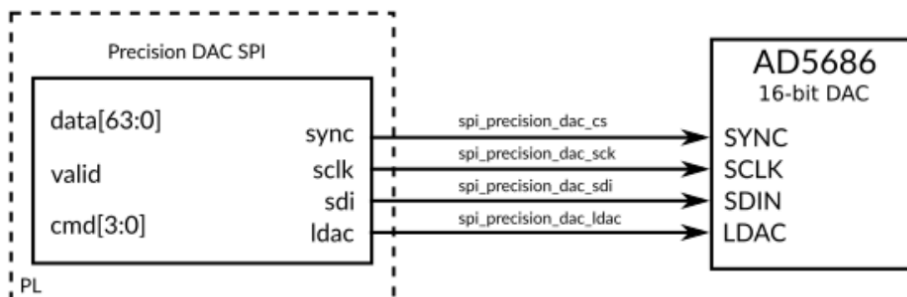 Precision DAC SPI
data[63:0]
valid
cmd[3:0]
sync
sclk
sdi
ldac
PL
spi_precision_dac_cs
spi_precision_dac_sck
spi_precision_dac_sdi
spi_precision_dac_ldac
AD5686
16-bit DAC
SYNC
SCLK
SDIN
LDAC